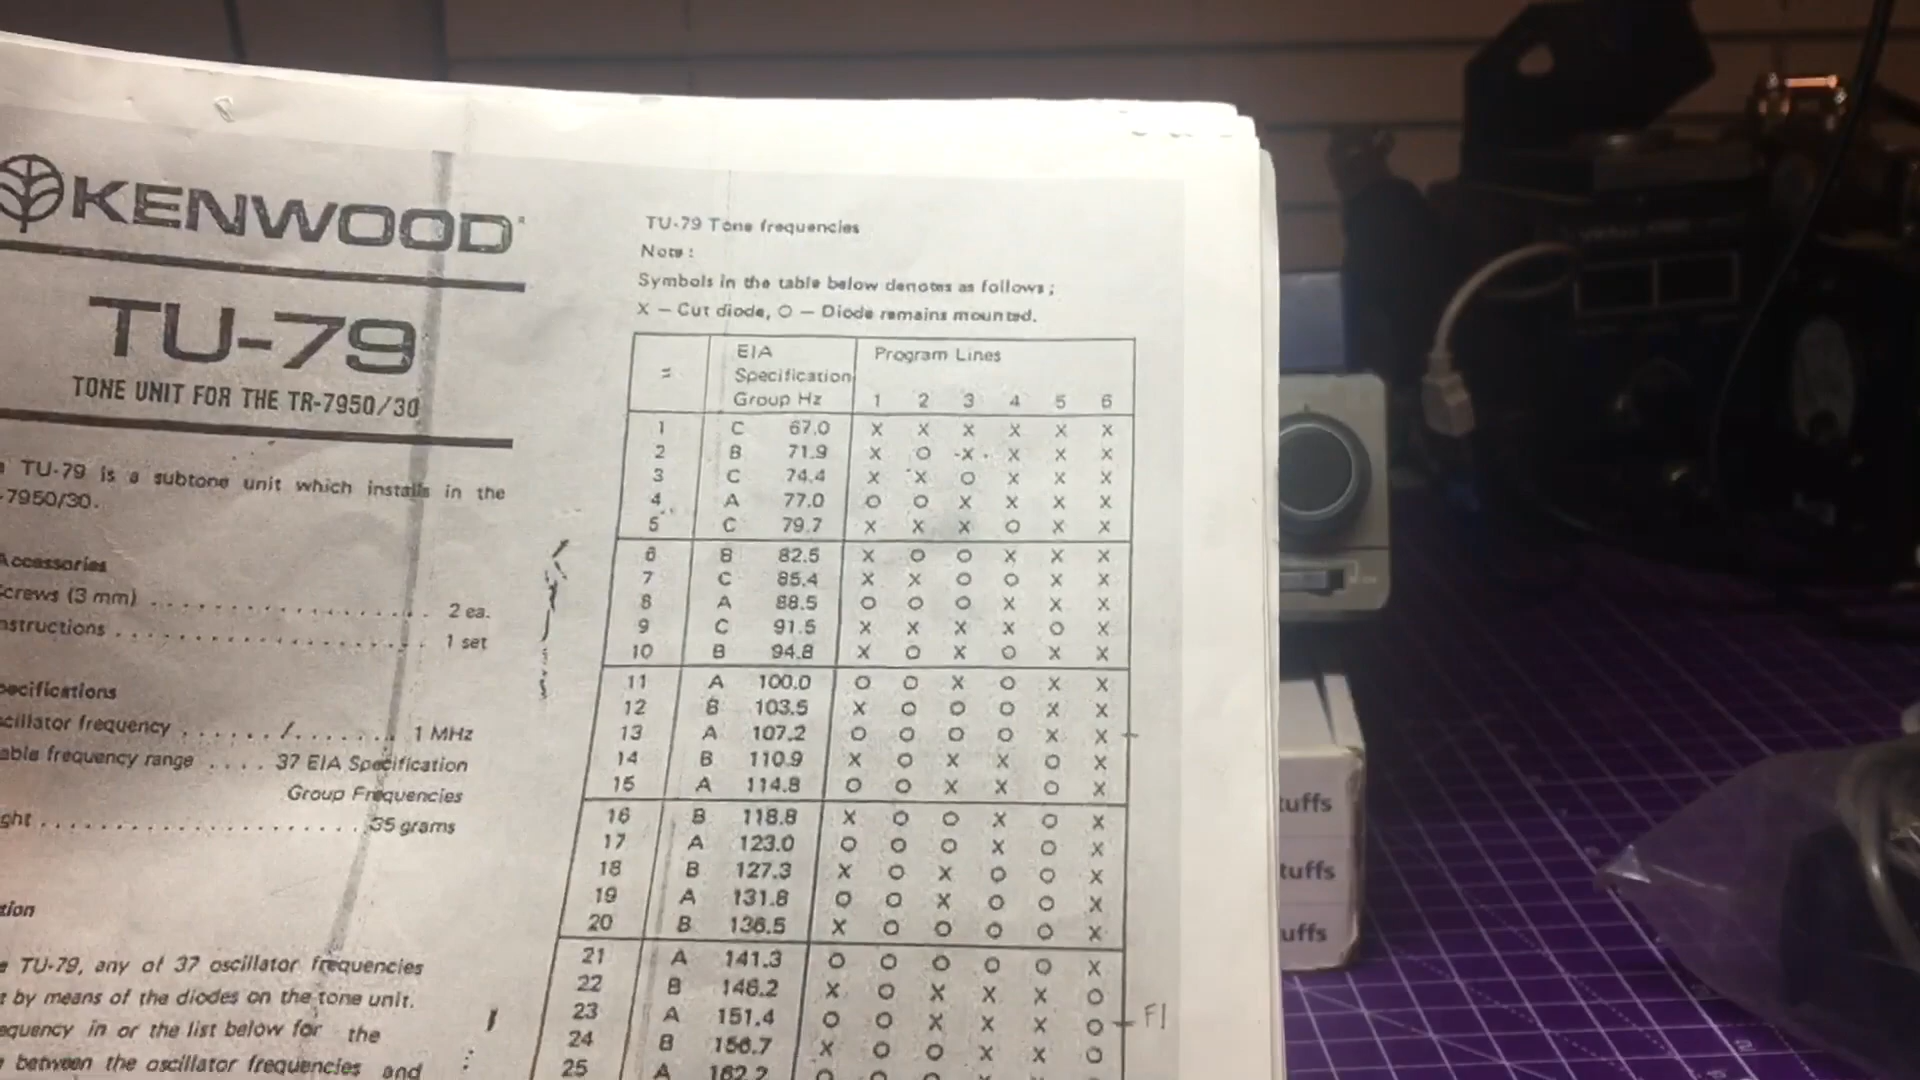 KENWOOD
TU-79
TONE UNIT FOR THE TR-7950/30
TU-79 is a subtone unit which installs in the
-7950/30.
Accessories
crews (3 mm) 2 ea.
nstructions 1 set
pecifications
scillator frequency 1 MHz
able frequency range .... 37 EIA Specification
Group Frequencies
ght 35 grams
tion
TU-79, any of 37 oscillator frequencies
t by means of the diodes on the tone unit.
equency in or the list below for the
between the oscillator frequencies and
TU-79 Tone frequencies
Note:
Symbols in the table below denotes as follows;
X — Cut diode, O — Diode remains mounted.
EIA Specification Group Hz
Program Lines
1 2 3 4 5 6
1 C 67.0 X X X X X X
2 B 71.9 X O X X X X
3 C 74.4 X X O X X X
4 A 77.0 O O X X X X
5 C 79.7 X X X O X X
6 B 82.5 X O O X X X
7 C 85.4 X X O O X X
8 A 88.5 O O O X X X
9 C 91.5 X X X X O X
10 B 94.8 X O X O X X
11 A 100.0 O O X O X X
12 B 103.5 X O O O X X
13 A 107.2 O O O O X X
14 B 110.9 X O X X O X
15 A 114.8 O O X X O X
16 B 118.8 X O O X O X
17 A 123.0 O O O X O X
18 B 127.3 X O X O O X
19 A 131.8 O O X O O X
20 B 136.5 X O O O O X
21 A 141.3 O O O O O X
22 B 146.2 X O X X X O
23 A 151.4 O O X X X O F1
24 B 156.7 X O O X X O
25 A 162.2
tuffs
tuffs
uffs